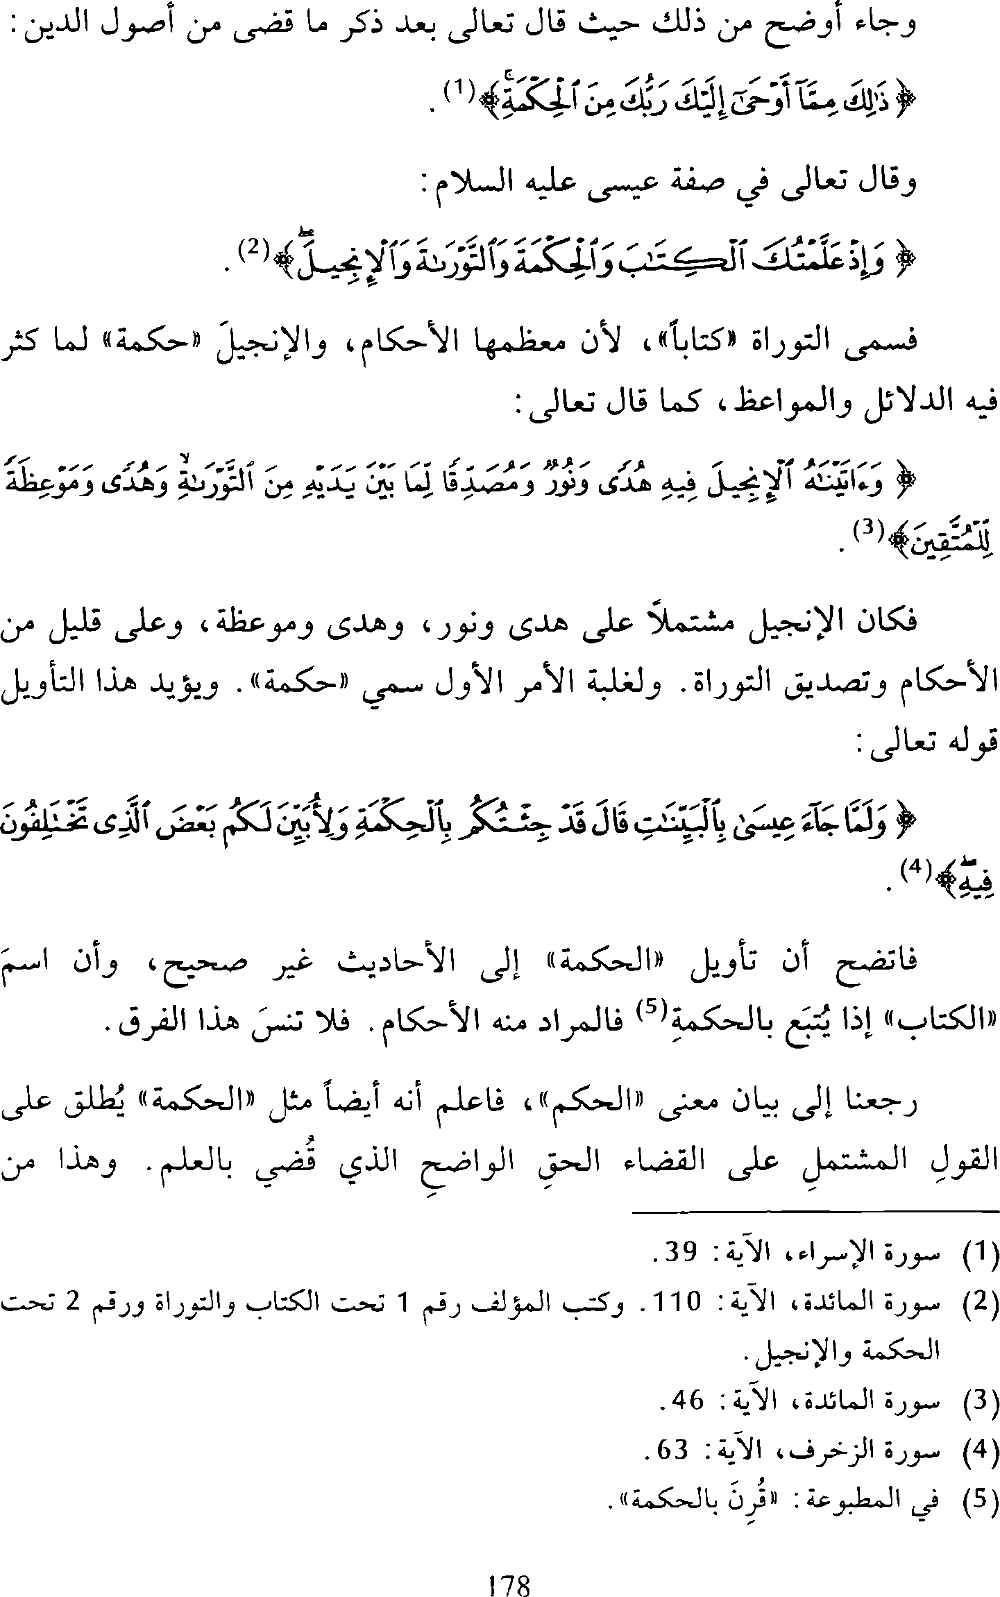 وجاء أوضح من ذلك حيث قال تعالى بعد ذكر ما قضى من أصول الدين:
﴿ذَٰلِكَ مِمَّآ أَوْحَىٰٓ إِلَيْكَ رَبُّكَ مِنَ ٱلْحِكْمَةِۗ﴾(1).
وقال تعالى في صفة عيسى عليه السلام:
﴿وَإِذْ عَلَّمْتُكَ ٱلْكِتَٰبَ وَٱلْحِكْمَةَ وَٱلتَّوْرَىٰةَ وَٱلْإِنجِيلَۖ﴾(2).
فسمى التوراة «كتاباً»، لأن معظمها الأحكام، والإنجيلَ «حكمة» لما كثر
فيه الدلائل والمواعظ، كما قال تعالى:
﴿وَءَاتَيْنَٰهُ ٱلْإِنجِيلَ فِيهِ هُدًى وَنُورٌ وَمُصَدِّقًا لِّمَا بَيْنَ يَدَيْهِ مِنَ ٱلتَّوْرَىٰةِ وَهُدًى وَمَوْعِظَةً
لِّلْمُتَّقِينَ﴾(3).
فكان الإنجيل مشتملاً على هدى ونور، وهدى وموعظة، وعلى قليل من
الأحكام وتصديق التوراة. ولغلبة الأمر الأول سمي «حكمة». ويؤيد هذا التأويل
قوله تعالى:
﴿وَلَمَّا جَآءَ عِيسَىٰ بِٱلْبَيِّنَٰتِ قَالَ قَدْ جِئْتُكُم بِٱلْحِكْمَةِ وَلِأُبَيِّنَ لَكُم بَعْضَ ٱلَّذِى تَخْتَلِفُونَ
فِيهِۖ﴾(4).
فاتضح أن تأويل «الحكمة» إلى الأحاديث غير صحيح، وأن اسمَ
«الكتاب» إذا يُتبَع بالحكمةِ(5) فالمراد منه الأحكام. فلا تنسَ هذا الفرق.
رجعنا إلى بيان معنى «الحكم»، فاعلم أنه أيضاً مثل «الحكمة» يُطلق على
القولِ المشتملِ على القضاء الحقِ الواضحِ الذي قُضي بالعلم. وهذا من
(1) سورة الإسراء، الآية: 39.
(2) سورة المائدة، الآية: 110. وكتب المؤلف رقم 1 تحت الكتاب والتوراة ورقم 2 تحت
الحكمة والإنجيل.
(3) سورة المائدة، الآية: 46.
(4) سورة الزخرف، الآية: 63.
(5) في المطبوعة: «قُرِنَ بالحكمة».
178